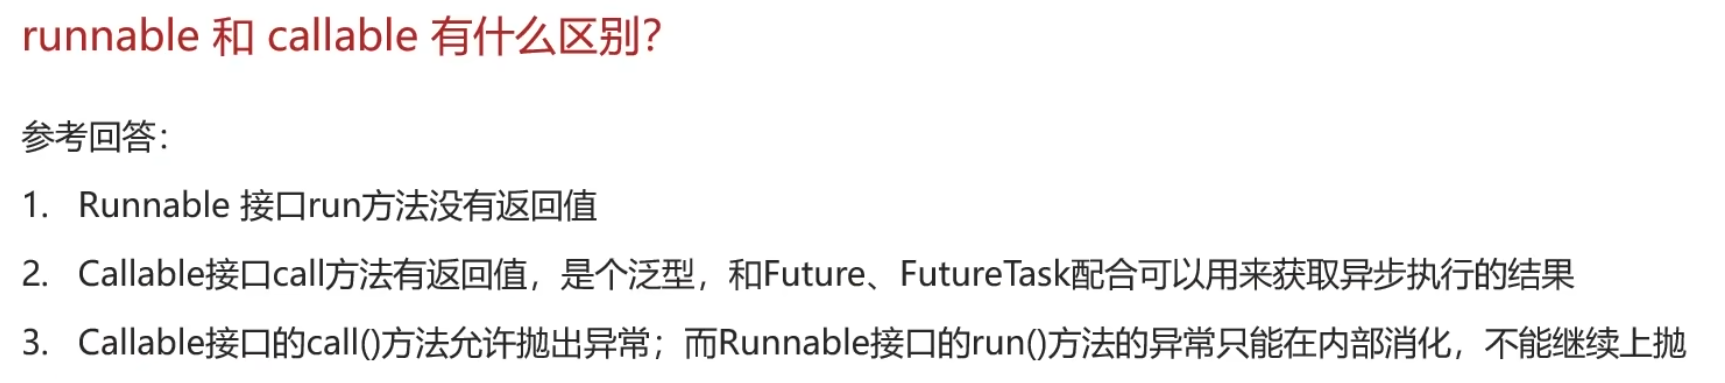 runnable 和 callable 有什么区别？
参考回答：
1. Runnable 接口run方法没有返回值
2. Callable接口call方法有返回值，是个泛型，和Future、FutureTask配合可以用来获取异步执行的结果
3. Callable接口的call()方法允许抛出异常；而Runnable接口的run()方法的异常只能在内部消化，不能继续上抛